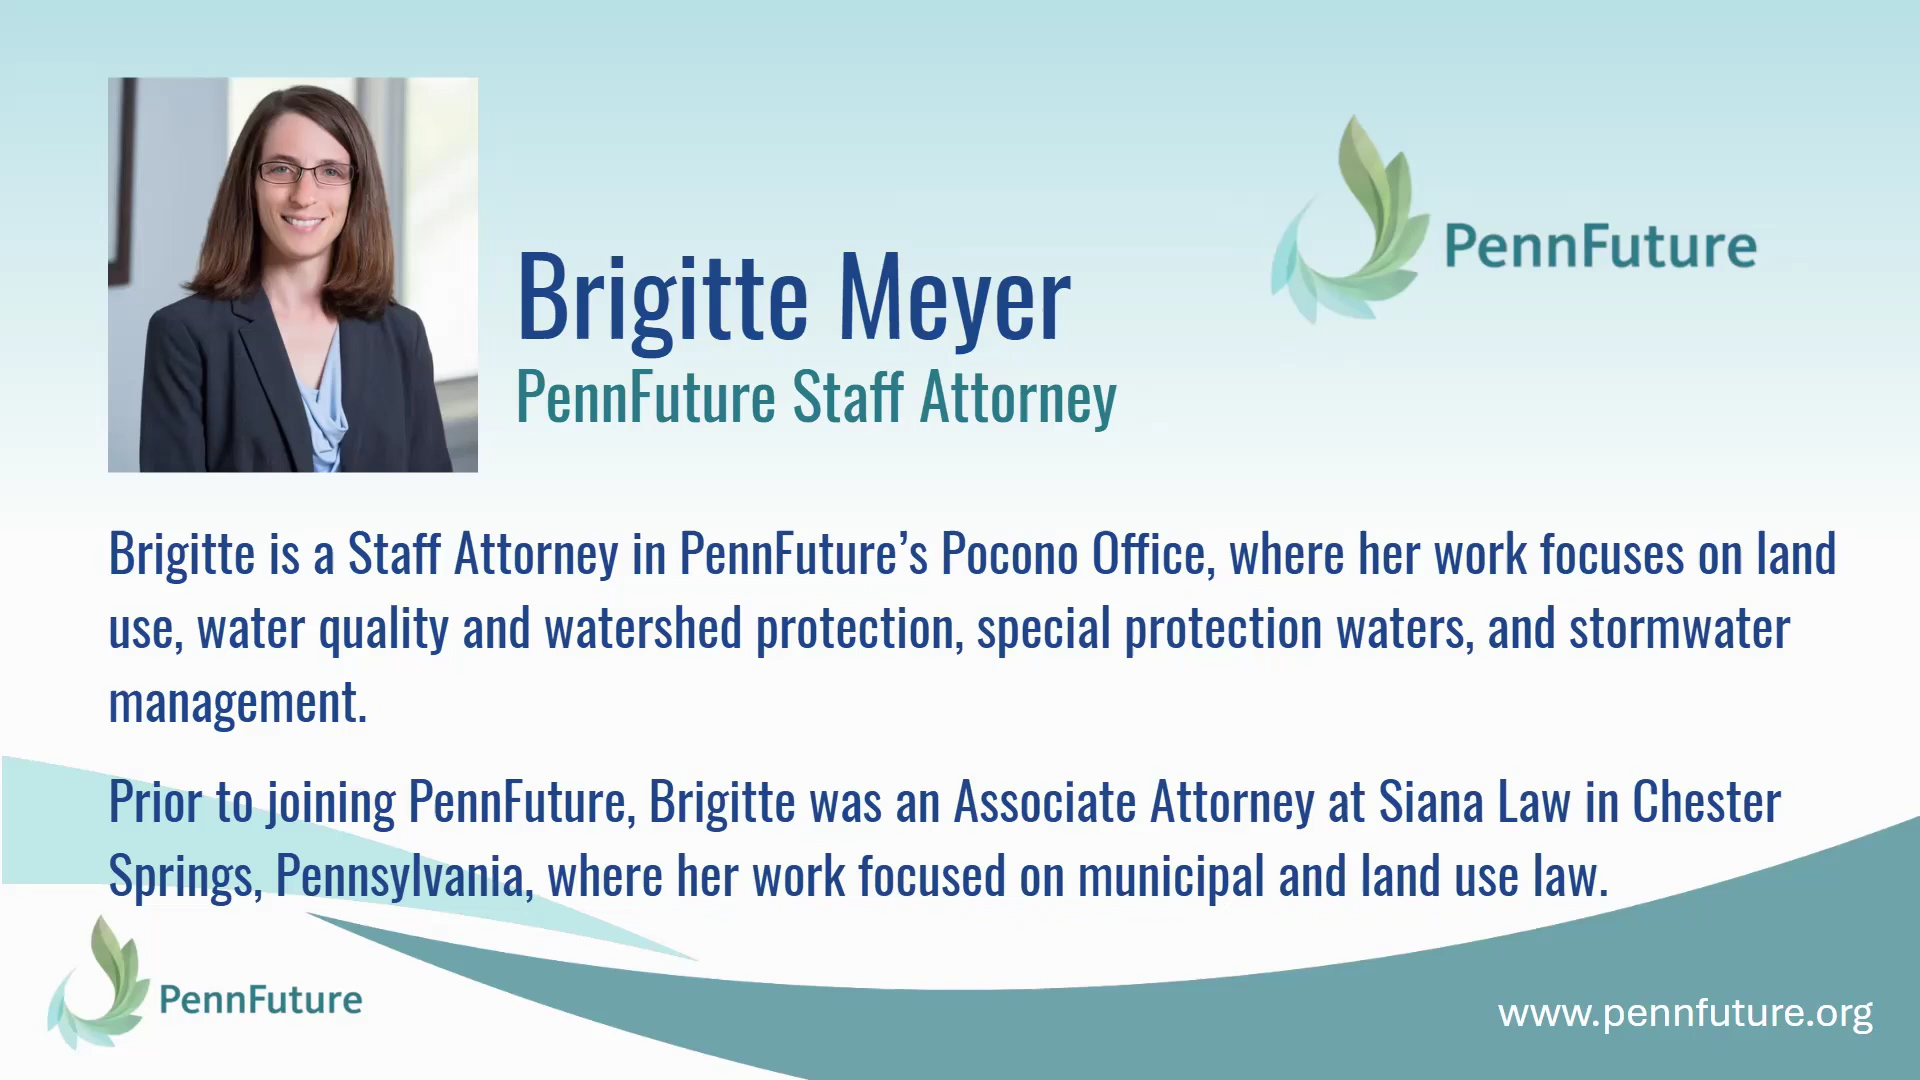 PennFuture
Brigitte Meyer
PennFuture Staff Attorney
Brigitte is a Staff Attorney in PennFuture’s Pocono Office, where her work focuses on land
use, water quality and watershed protection, special protection waters, and stormwater
management.
Prior to joining PennFuture, Brigitte was an Associate Attorney at Siana Law in Chester
Springs, Pennsylvania, where her work focused on municipal and land use law.
PennFuture
www.pennfuture.org